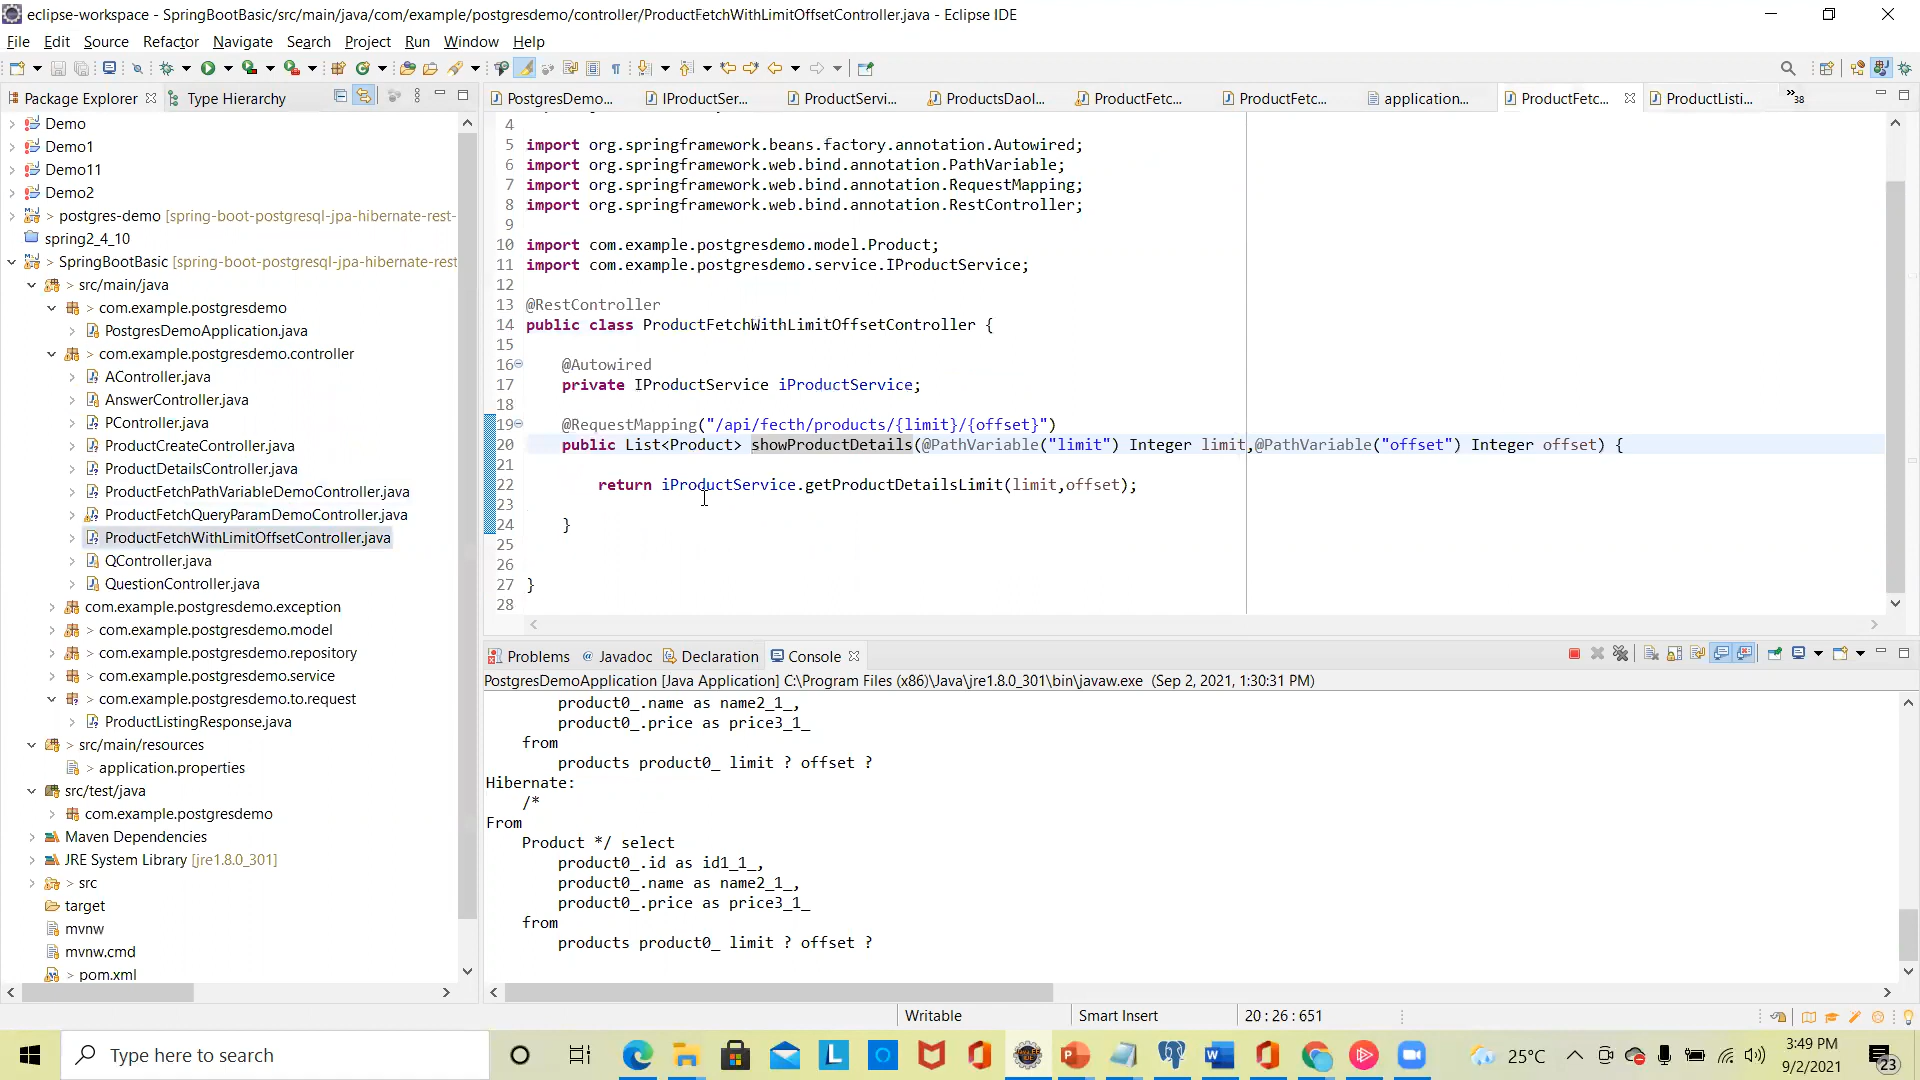 eclipse-workspace - SpringBootBasic/src/main/java/com/example/postgresdemo/controller/ProductFetchWithLimitOffsetController.java - Eclipse IDE
File Edit Source Refactor Navigate Search Project Run Window Help
Package Explorer Type Hierarchy
Demo
Demo1
Demo11
Demo2
> postgres-demo [spring-boot-postgresql-jpa-hibernate-rest-
spring2_4_10
> SpringBootBasic [spring-boot-postgresql-jpa-hibernate-rest
> src/main/java
> com.example.postgresdemo
> PostgresDemoApplication.java
> com.example.postgresdemo.controller
AController.java
AnswerController.java
PController.java
ProductCreateController.java
ProductDetailsController.java
ProductFetchPathVariableDemoController.java
ProductFetchQueryParamDemoController.java
ProductFetchWithLimitOffsetController.java
QController.java
QuestionController.java
com.example.postgresdemo.exception
> com.example.postgresdemo.model
> com.example.postgresdemo.repository
> com.example.postgresdemo.service
> com.example.postgresdemo.to.request
ProductListingResponse.java
> src/main/resources
> application.properties
src/test/java
> com.example.postgresdemo
Maven Dependencies
JRE System Library [jre1.8.0_301]
> src
target
mvnw
mvnw.cmd
> pom.xml
PostgresDemo... IProductSer... ProductServi... ProductsDaoI... ProductFetc... ProductFetc... application... ProductFetc... ProductListi... »38
4
5 import org.springframework.beans.factory.annotation.Autowired;
6 import org.springframework.web.bind.annotation.PathVariable;
7 import org.springframework.web.bind.annotation.RequestMapping;
8 import org.springframework.web.bind.annotation.RestController;
9
10 import com.example.postgresdemo.model.Product;
11 import com.example.postgresdemo.service.IProductService;
12
13 @RestController
14 public class ProductFetchWithLimitOffsetController {
15
16 @Autowired
17 private IProductService iProductService;
18
19 @RequestMapping("/api/fecth/products/{limit}/{offset}")
20 public List<Product> showProductDetails(@PathVariable("limit") Integer limit,@PathVariable("offset") Integer offset) {
21
22 return iProductService.getProductDetailsLimit(limit,offset);
23
24 }
25
26
27 }
28
Problems Javadoc Declaration Console
PostgresDemoApplication [Java Application] C:\Program Files (x86)\Java\jre1.8.0_301\bin\javaw.exe (Sep 2, 2021, 1:30:31 PM)
product0_.name as name2_1_,
product0_.price as price3_1_
from
products product0_ limit ? offset ?
Hibernate:
/*
From
Product */ select
product0_.id as id1_1_,
product0_.name as name2_1_,
product0_.price as price3_1_
from
products product0_ limit ? offset ?
Writable Smart Insert 20 : 26 : 651
Type here to search
25°C
3:49 PM
9/2/2021
23